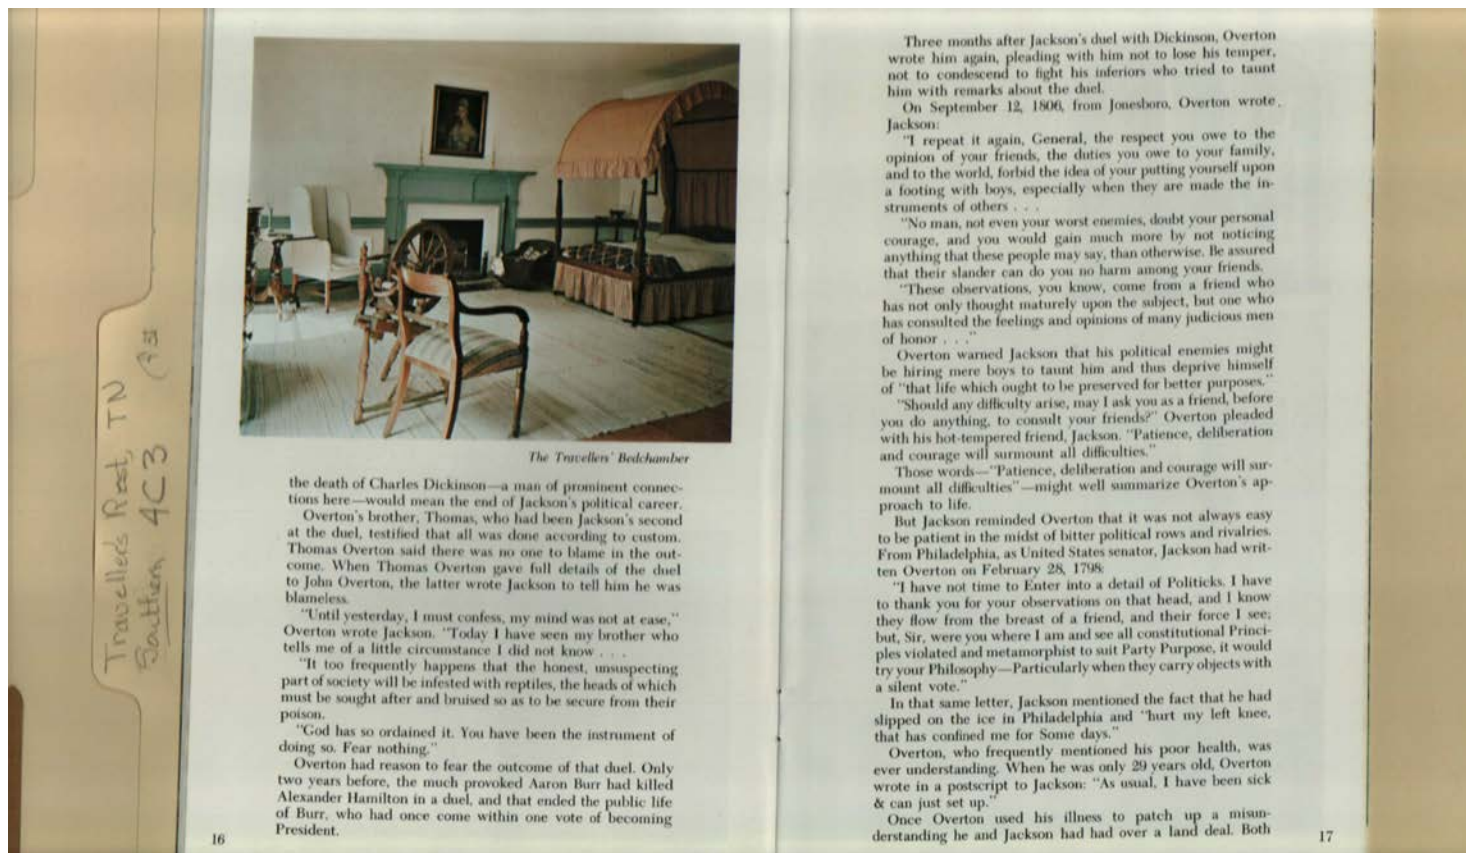 Travellers Rest, TN
Southern 4C3
The Travellers' Bedchamber
the death of Charles Dickinson—a man of prominent connec-
tions here—would mean the end of Jackson's political career.
Overton's brother, Thomas, who had been Jackson's second
at the duel, testified that all was done according to custom.
Thomas Overton said there was no one to blame in the out-
come. When Thomas Overton gave full details of the duel
to John Overton, the latter wrote Jackson to tell him he was
blameless.
"Until yesterday, I must confess, my mind was not at ease,"
Overton wrote Jackson. "Today I have seen my brother who
tells me of a little circumstance I did not know . . .
"It too frequently happens that the honest, unsuspecting
part of society will be infested with reptiles, the heads of which
must be sought after and bruised so as to be secure from their
poison.
"God has so ordained it. You have been the instrument of
doing so. Fear nothing."
Overton had reason to fear the outcome of that duel. Only
two years before, the much provoked Aaron Burr had killed
Alexander Hamilton in a duel, and that ended the public life
of Burr, who had once come within one vote of becoming
President.
16
Three months after Jackson's duel with Dickinson, Overton
wrote him again, pleading with him not to lose his temper,
not to condescend to fight his inferiors who tried to taunt
him with remarks about the duel.
On September 12, 1806, from Jonesboro, Overton wrote
Jackson:
"I repeat it again, General, the respect you owe to the
opinion of your friends, the duties you owe to your family,
and to the world, forbid the idea of your putting yourself upon
a footing with boys, especially when they are made the in-
struments of others . . .
"No man, not even your worst enemies, doubt your personal
courage, and you would gain much more by not noticing
anything that these people may say, than otherwise. Be assured
that their slander can do you no harm among your friends.
"These observations, you know, come from a friend who
has not only thought maturely upon the subject, but one who
has consulted the feelings and opinions of many judicious men
of honor . . ."
Overton warned Jackson that his political enemies might
be hiring mere boys to taunt him and thus deprive himself
of "that life which ought to be preserved for better purposes."
"Should any difficulty arise, may I ask you as a friend, before
you do anything, to consult your friends?" Overton pleaded
with his hot-tempered friend, Jackson. "Patience, deliberation
and courage will surmount all difficulties."
Those words—"Patience, deliberation and courage will sur-
mount all difficulties"—might well summarize Overton's ap-
proach to life.
But Jackson reminded Overton that it was not always easy
to be patient in the midst of bitter political rows and rivalries.
From Philadelphia, as United States senator, Jackson had writ-
ten Overton on February 28, 1798:
"I have not time to Enter into a detail of Politicks. I have
to thank you for your observations on that head, and I know
they flow from the breast of a friend, and their force I see;
but, Sir, were you where I am and see all constitutional Princi-
ples violated and metamorphist to suit Party Purpose, it would
try your Philosophy—Particularly when they carry objects with
a silent vote."
In that same letter, Jackson mentioned the fact that he had
slipped on the ice in Philadelphia and "hurt my left knee,
that has confined me for Some days."
Overton, who frequently mentioned his poor health, was
ever understanding. When he was only 29 years old, Overton
wrote in a postscript to Jackson: "As usual, I have been sick
& can just set up."
Once Overton used his illness to patch up a misun-
derstanding he and Jackson had had over a land deal. Both
17